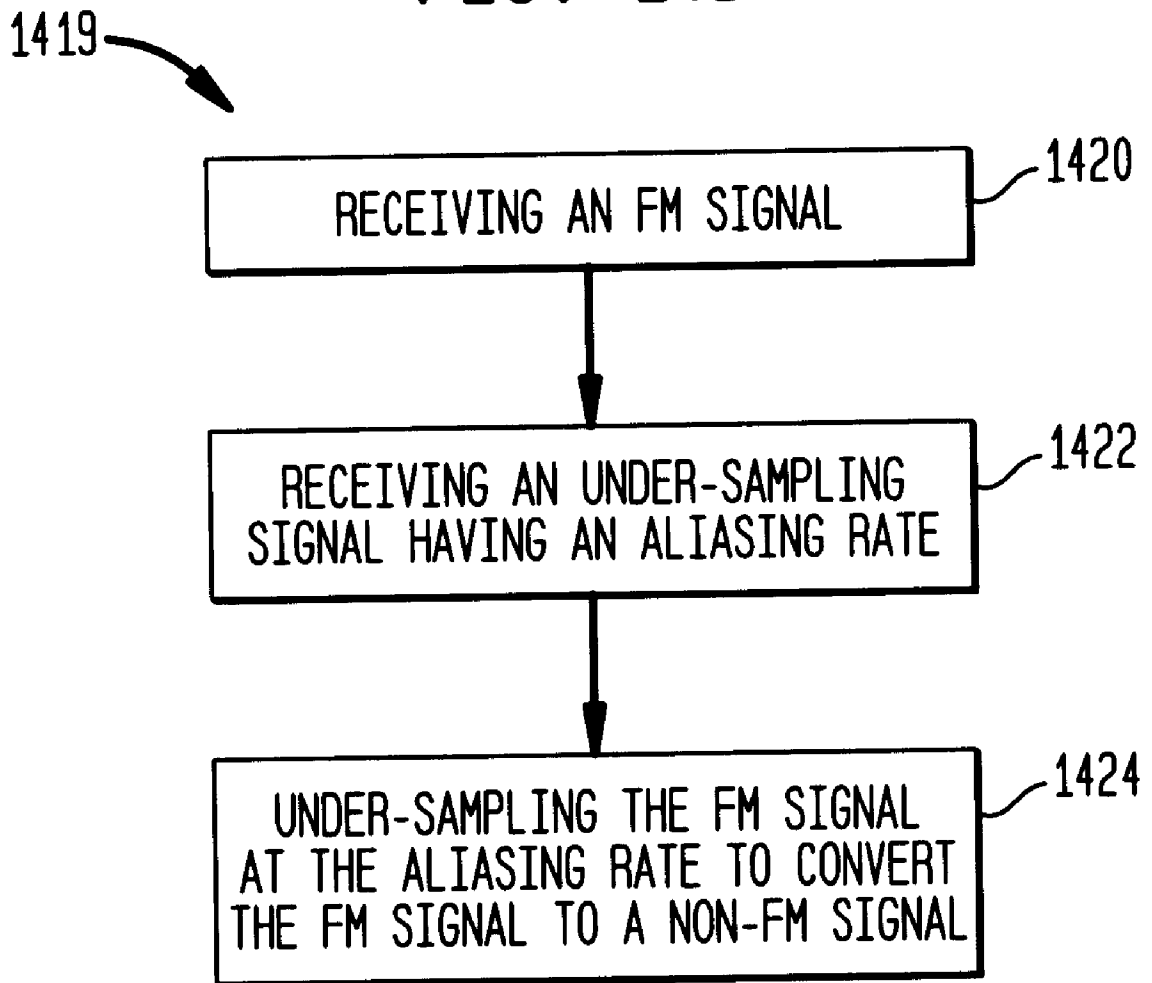 1419
RECEIVING AN FM SIGNAL
1420
RECEIVING AN UNDER-SAMPLING
SIGNAL HAVING AN ALIASING RATE
1422
UNDER-SAMPLING THE FM SIGNAL
AT THE ALIASING RATE TO CONVERT
THE FM SIGNAL TO A NON-FM SIGNAL
1424